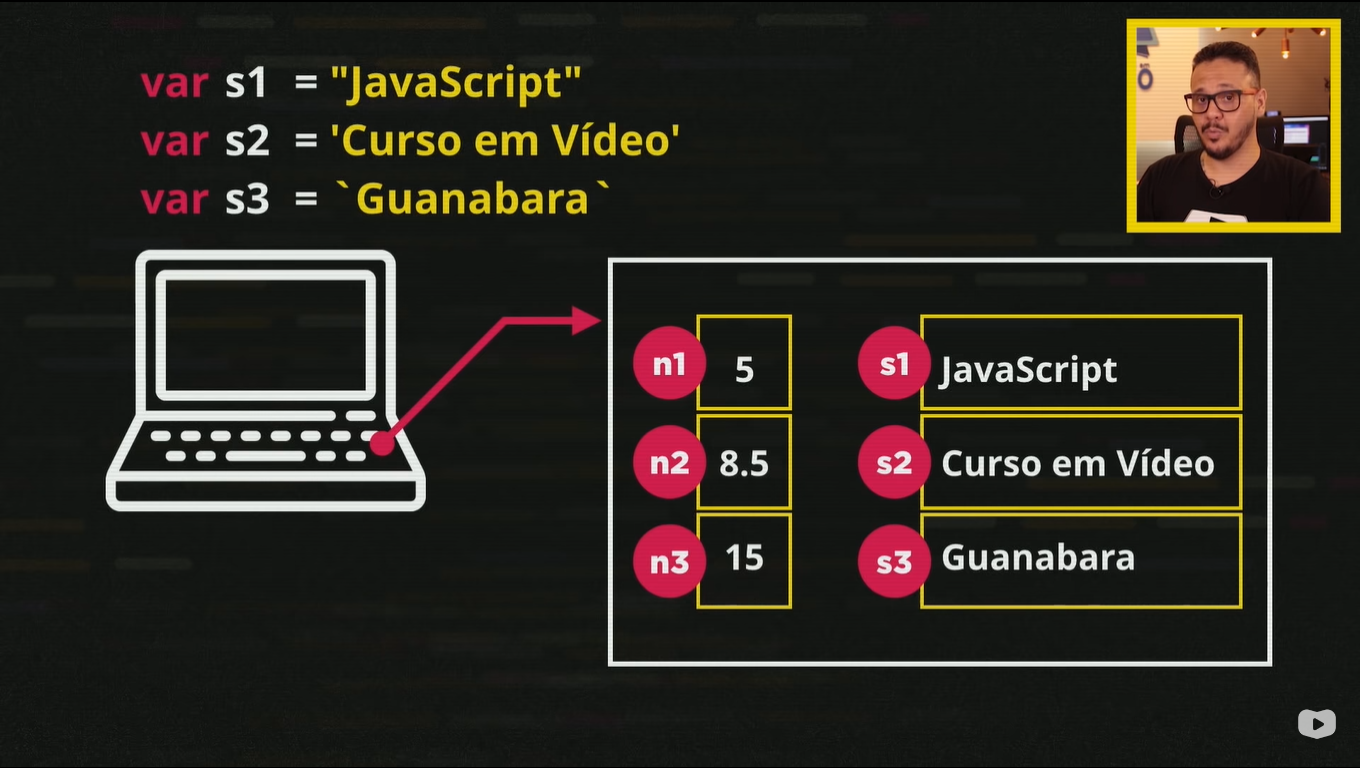 var s1 = "JavaScript"
var s2 = 'Curso em Vídeo'
var s3 = `Guanabara`
n1 5 s1 JavaScript
n2 8.5 s2 Curso em Vídeo
n3 15 s3 Guanabara